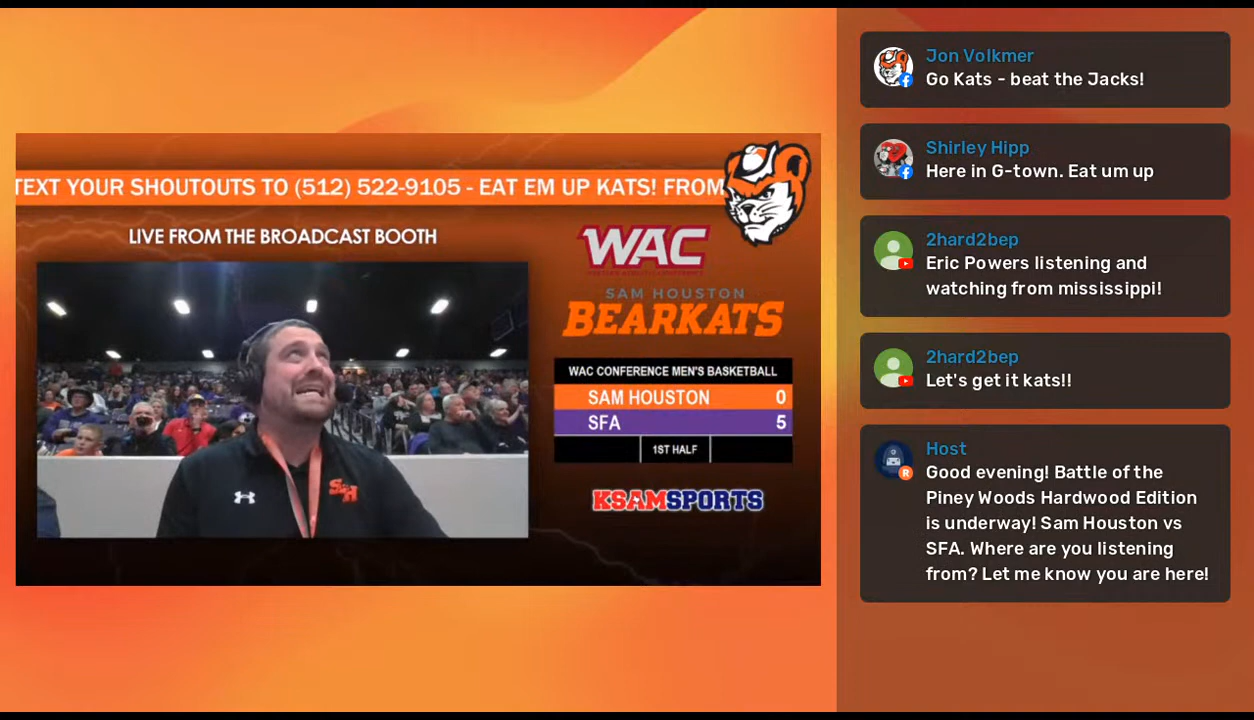 TEXT YOUR SHOUTOUTS TO (512) 522-9105 - EAT EM UP KATS! FROM
LIVE FROM THE BROADCAST BOOTH
WAC
SAM HOUSTON
BEARKATS
WAC CONFERENCE MEN'S BASKETBALL
SAM HOUSTON 0
SFA 5
1ST HALF
KSAMSPORTS
SH
Jon Volkmer
Go Kats - beat the Jacks!
Shirley Hipp
Here in G-town. Eat um up
2hard2bep
Eric Powers listening and
watching from mississippi!
2hard2bep
Let's get it kats!!
Host
Good evening! Battle of the
Piney Woods Hardwood Edition
is underway! Sam Houston vs
SFA. Where are you listening
from? Let me know you are here!